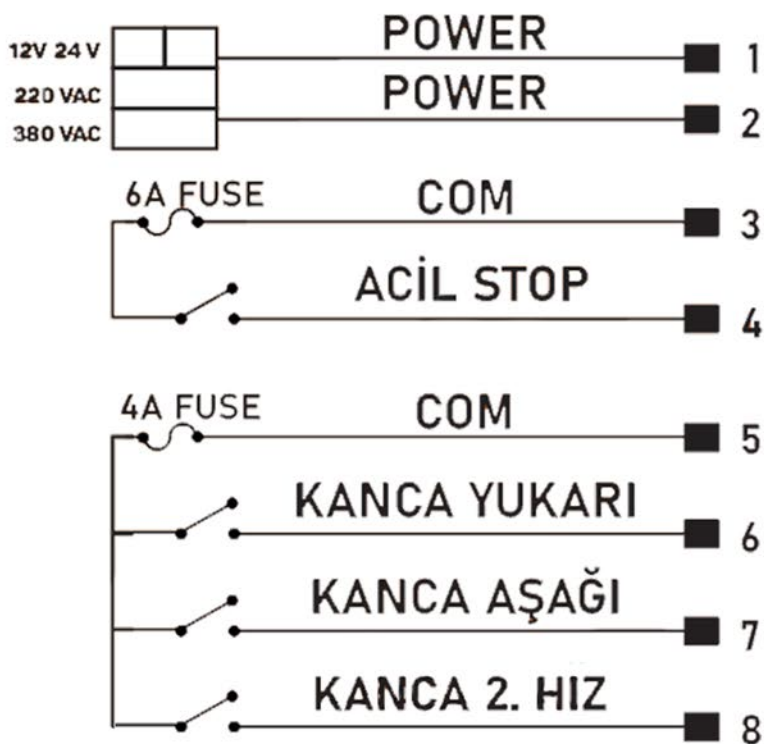 12V 24 V
POWER
1
220 VAC
POWER
2
380 VAC
6A FUSE
COM
3
ACİL STOP
4
4A FUSE
COM
5
KANCA YUKARI
6
KANCA AŞAĞI
7
KANCA 2. HIZ
8